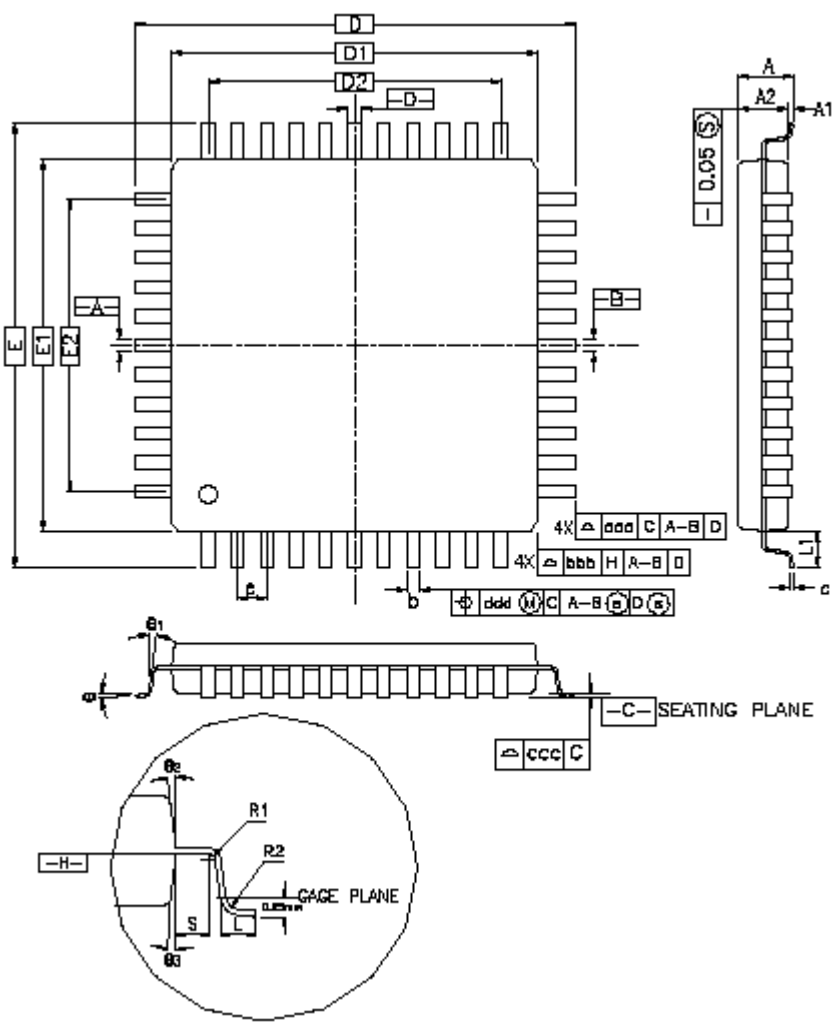 D
D1
D2
-D-
A
A2
A1
- 0.05 S
-A-
-B-
E
E1
E2
4X C A-B D
4X bbb H A-B D
e
b
ddd M C A-B S D S
L1
c
θ1
θ
-C- SEATING PLANE
ccc C
θ2
R1
R2
-H-
GAGE PLANE
S
L
θ3